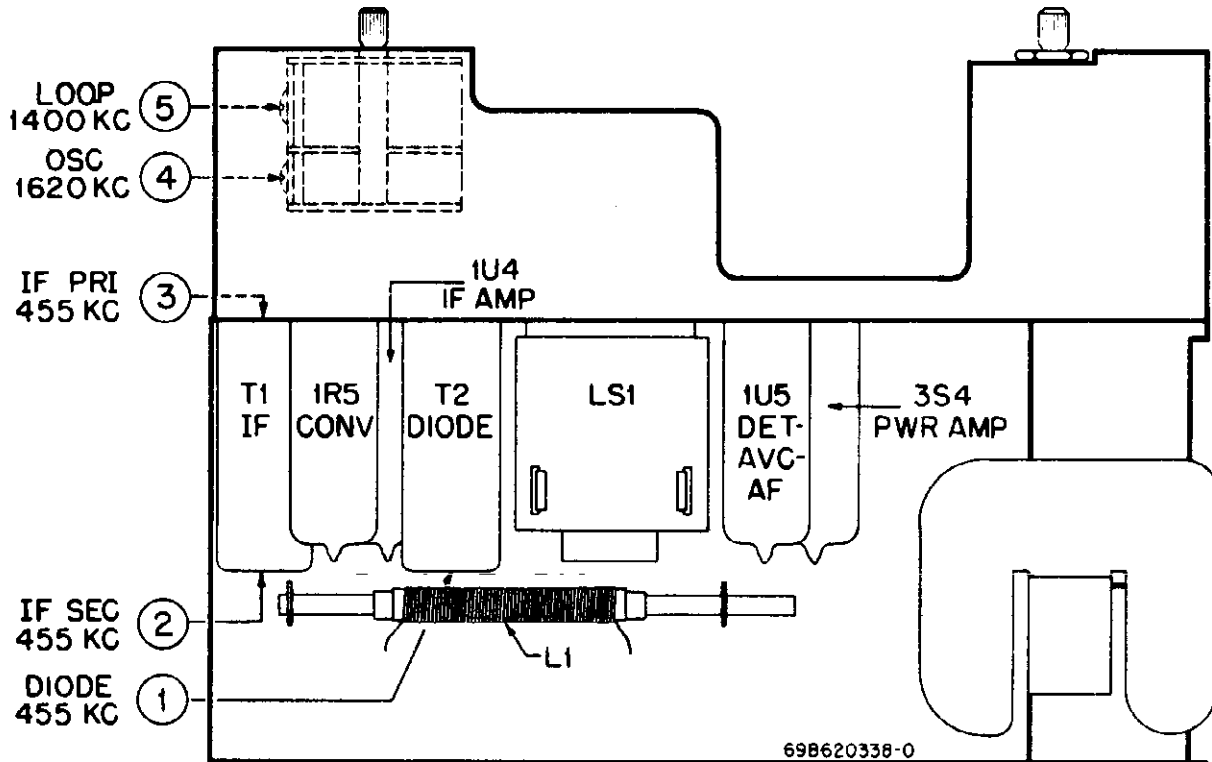 LOOP
1400 KC
5
OSC
1620 KC
4
IF PRI
455 KC
3
1U4
IF AMP
T1
IF
1R5
CONV
T2
DIODE
LS1
1U5
DET-
AVC-
AF
3S4
PWR AMP
IF SEC
455 KC
2
L1
DIODE
455 KC
1
69B620338-0